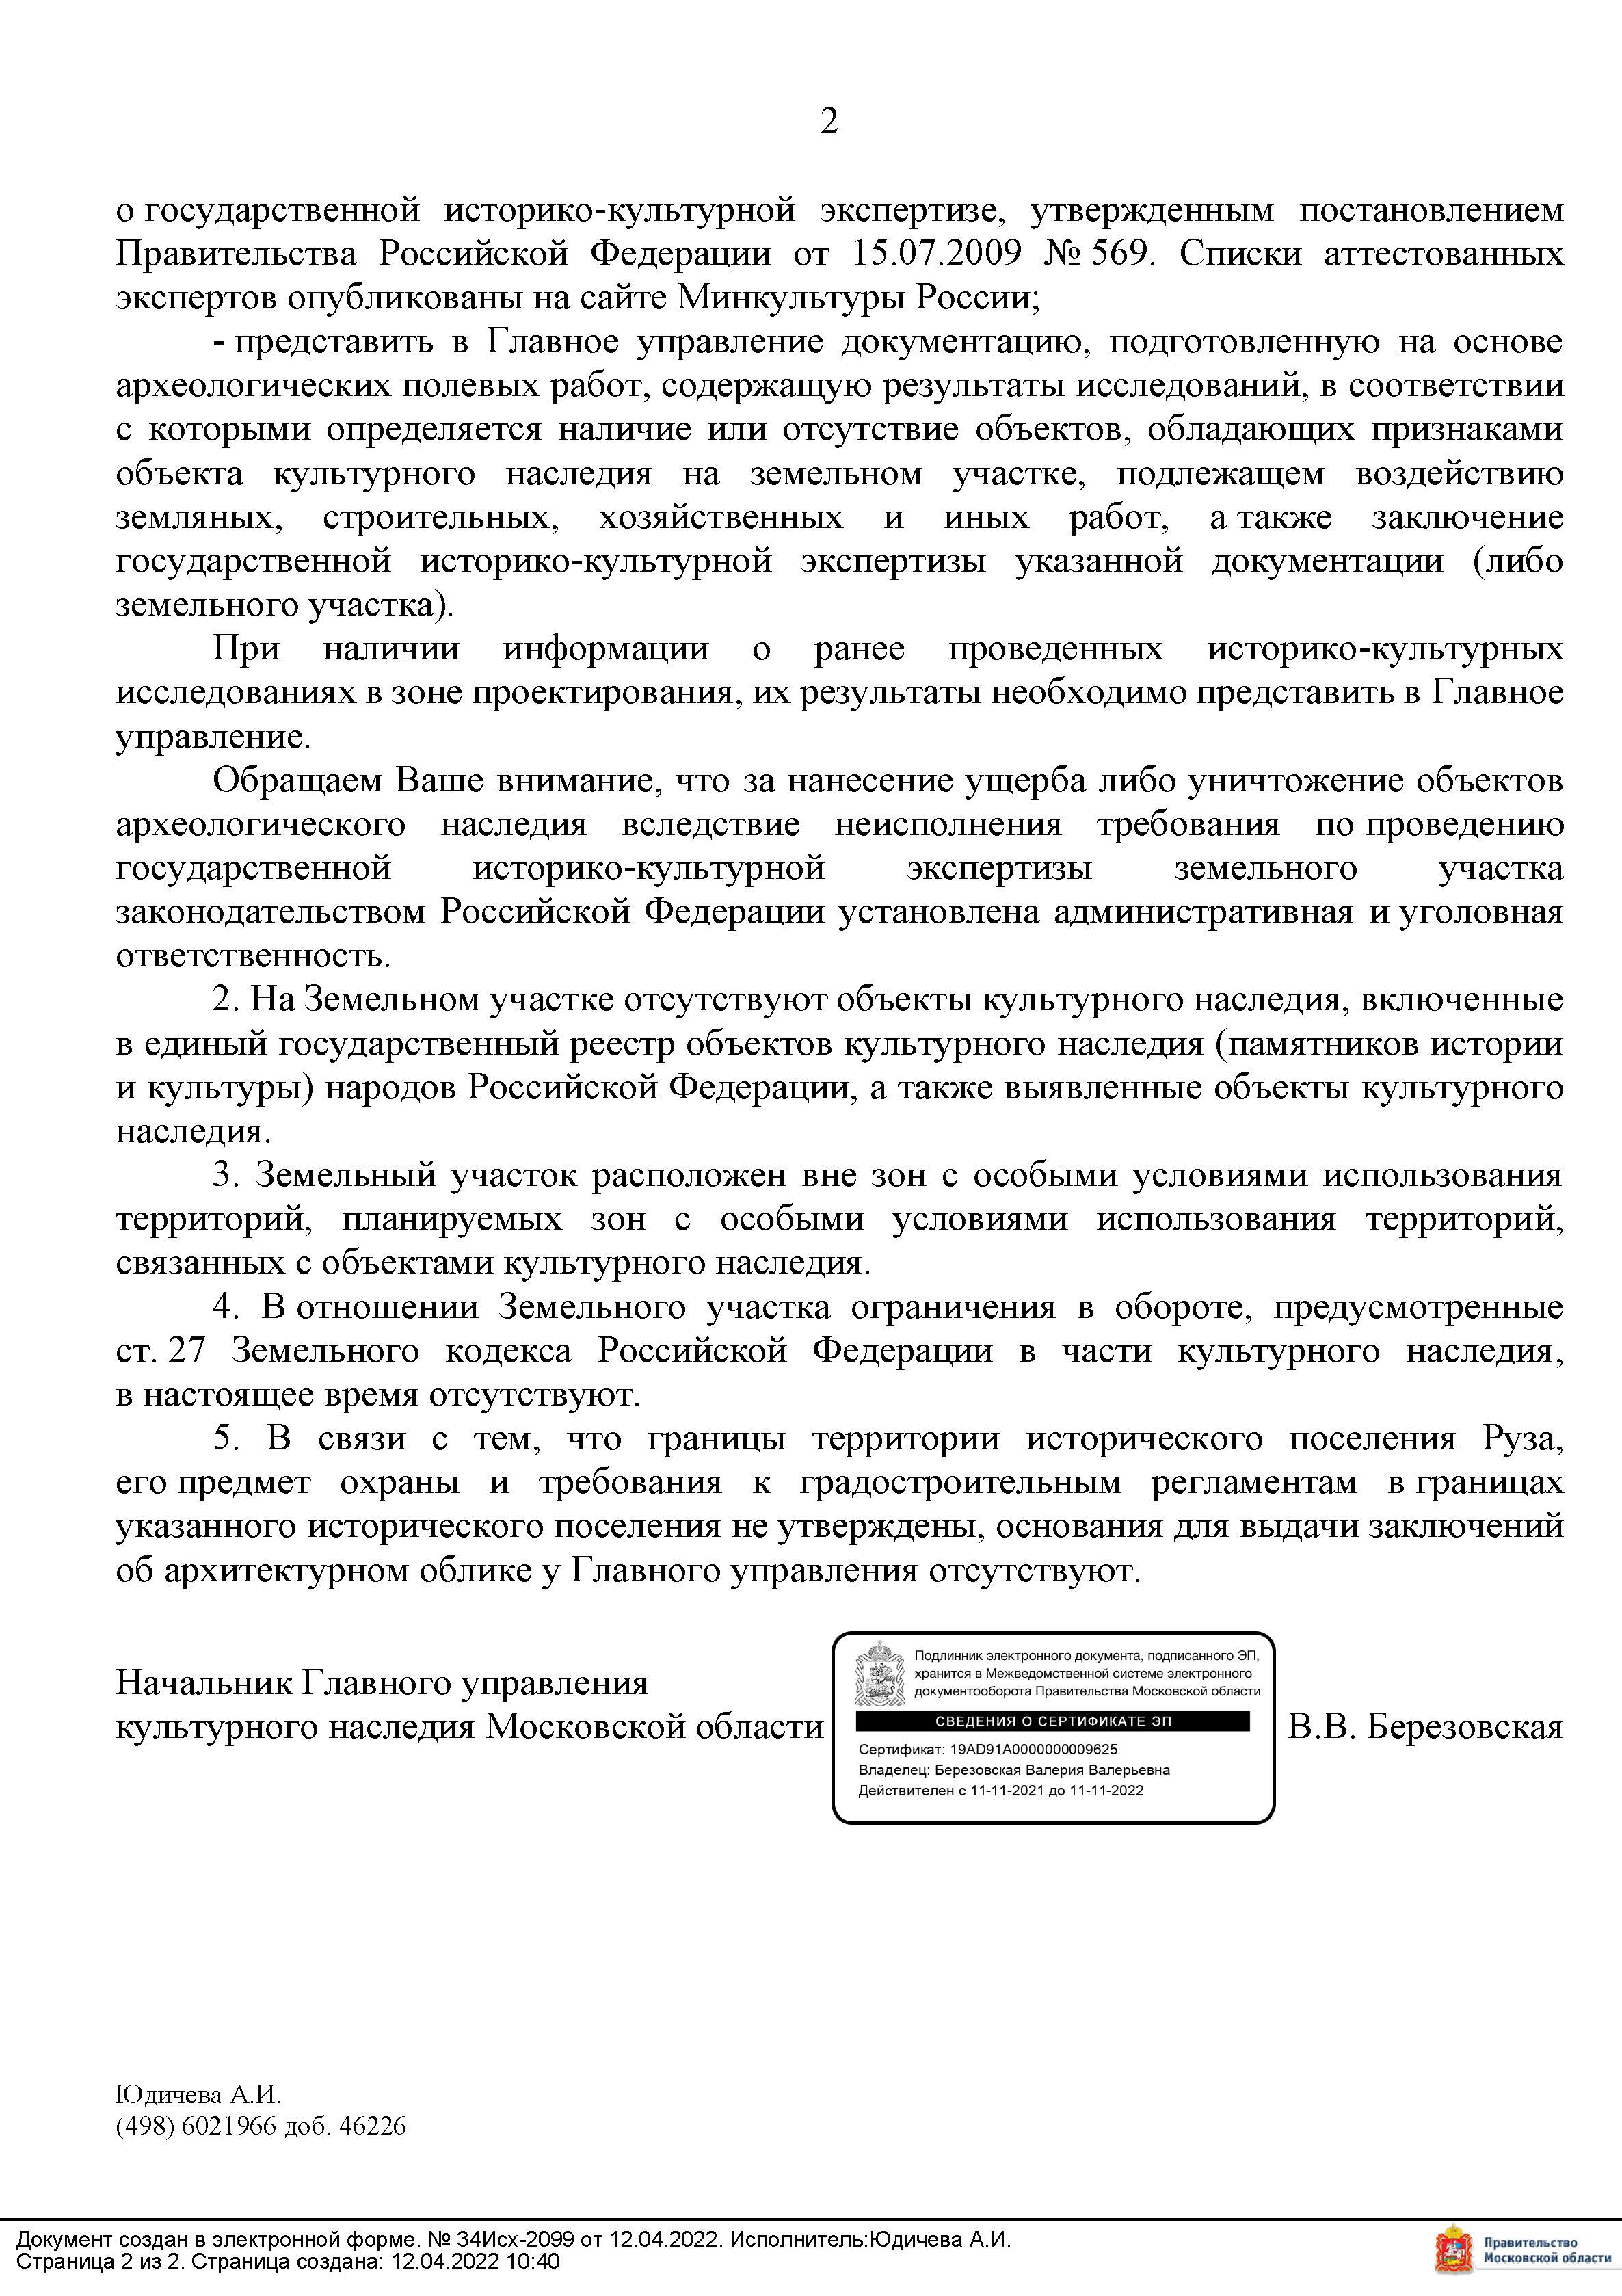 2
о государственной историко-культурной экспертизе, утвержденным постановлением
Правительства Российской Федерации от 15.07.2009 № 569. Списки аттестованных
экспертов опубликованы на сайте Минкультуры России;
- представить в Главное управление документацию, подготовленную на основе
археологических полевых работ, содержащую результаты исследований, в соответствии
с которыми определяется наличие или отсутствие объектов, обладающих признаками
объекта культурного наследия на земельном участке, подлежащем воздействию
земляных, строительных, хозяйственных и иных работ, а также заключение
государственной историко-культурной экспертизы указанной документации (либо
земельного участка).
При наличии информации о ранее проведенных историко-культурных
исследованиях в зоне проектирования, их результаты необходимо представить в Главное
управление.
Обращаем Ваше внимание, что за нанесение ущерба либо уничтожение объектов
археологического наследия вследствие неисполнения требования по проведению
государственной историко-культурной экспертизы земельного участка
законодательством Российской Федерации установлена административная и уголовная
ответственность.
2. На Земельном участке отсутствуют объекты культурного наследия, включенные
в единый государственный реестр объектов культурного наследия (памятников истории
и культуры) народов Российской Федерации, а также выявленные объекты культурного
наследия.
3. Земельный участок расположен вне зон с особыми условиями использования
территорий, планируемых зон с особыми условиями использования территорий,
связанных с объектами культурного наследия.
4. В отношении Земельного участка ограничения в обороте, предусмотренные
ст. 27 Земельного кодекса Российской Федерации в части культурного наследия,
в настоящее время отсутствуют.
5. В связи с тем, что границы территории исторического поселения Руза,
его предмет охраны и требования к градостроительным регламентам в границах
указанного исторического поселения не утверждены, основания для выдачи заключений
об архитектурном облике у Главного управления отсутствуют.
Начальник Главного управления
культурного наследия Московской области
Подлинник электронного документа, подписанного ЭП,
хранится в Межведомственной системе электронного
документооборота Правительства Московской области
СВЕДЕНИЯ О СЕРТИФИКАТЕ ЭП
Сертификат: 19AD91A0000000009625
Владелец: Березовская Валерия Валерьевна
Действителен с 11-11-2021 до 11-11-2022
В.В. Березовская
Юдичева А.И.
(498) 6021966 доб. 46226
Документ создан в электронной форме. № 34Исх-2099 от 12.04.2022. Исполнитель:Юдичева А.И.
Страница 2 из 2. Страница создана: 12.04.2022 10:40
Правительство
Московской области